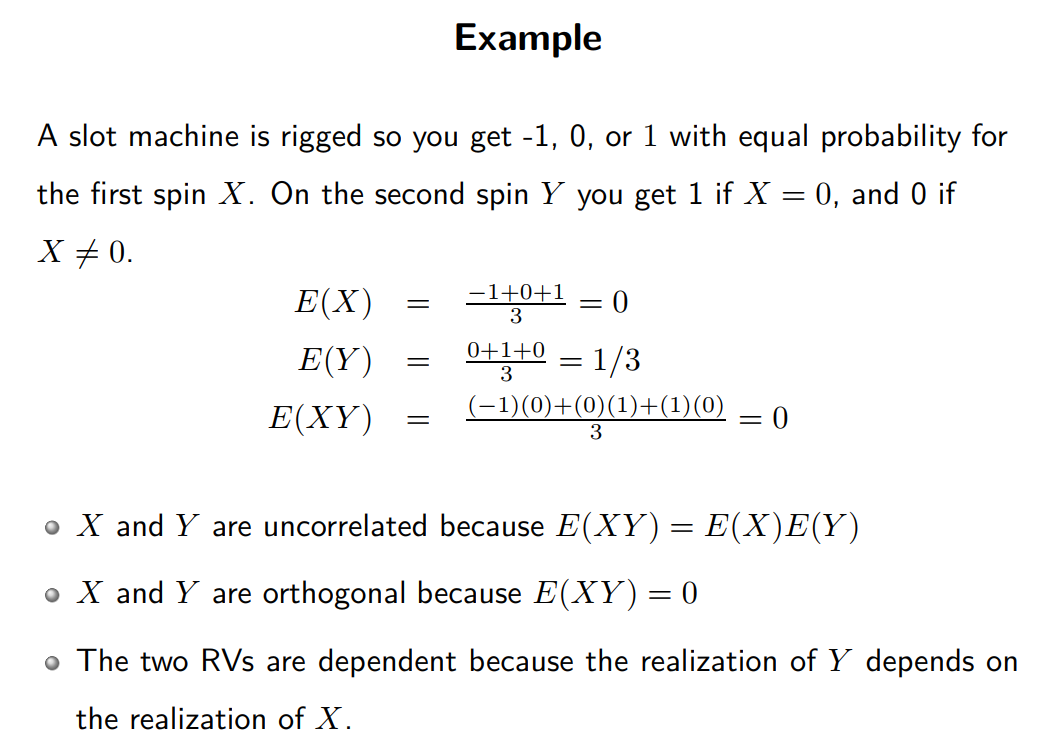 Example
A slot machine is rigged so you get -1, 0, or 1 with equal probability for
the first spin X. On the second spin Y you get 1 if X = 0, and 0 if
X ≠ 0.
E(X) = \frac{-1+0+1}{3} = 0
E(Y) = \frac{0+1+0}{3} = 1/3
E(XY) = \frac{(-1)(0)+(0)(1)+(1)(0)}{3} = 0
X and Y are uncorrelated because E(XY) = E(X)E(Y)
X and Y are orthogonal because E(XY) = 0
The two RVs are dependent because the realization of Y depends on
the realization of X.